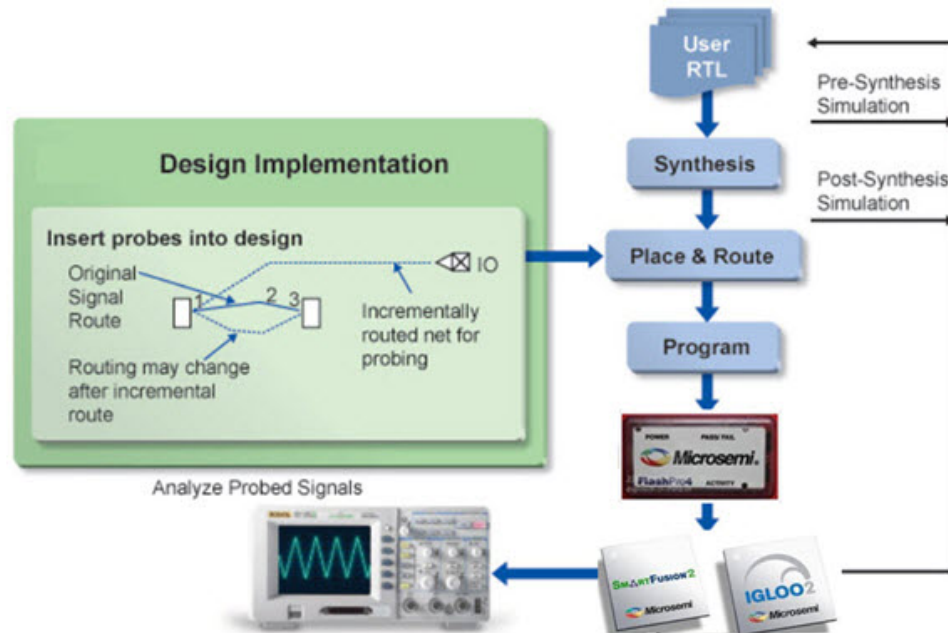 User
RTL
Pre-Synthesis
Simulation
Synthesis
Post-Synthesis
Simulation
Design Implementation
Insert probes into design
Original
Signal
Route
1
2
3
IO
Place & Route
Incrementally
routed net for
probing
Routing may change
after incremental
route
Program
POWER
PASS/FAIL
Microsemi.
FlashPro4
ACTIVITY
Analyze Probed Signals
SMARTFUSION2
Microsemi
IGLOO2
Microsemi